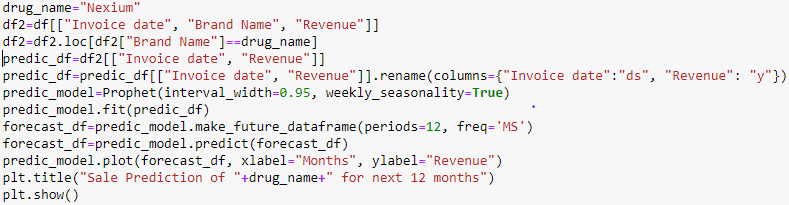 drug_name="Nexium"
df2=df[["Invoice date", "Brand Name", "Revenue"]]
df2=df2.loc[df2["Brand Name"]==drug_name]
predic_df=df2[["Invoice date", "Revenue"]]
predic_df=predic_df[["Invoice date", "Revenue"]].rename(columns={"Invoice date":"ds", "Revenue": "y"})
predic_model=Prophet(interval_width=0.95, weekly_seasonality=True)
predic_model.fit(predic_df)
forecast_df=predic_model.make_future_dataframe(periods=12, freq='MS')
forecast_df=predic_model.predict(forecast_df)
predic_model.plot(forecast_df, xlabel="Months", ylabel="Revenue")
plt.title("Sale Prediction of "+drug_name+" for next 12 months")
plt.show()